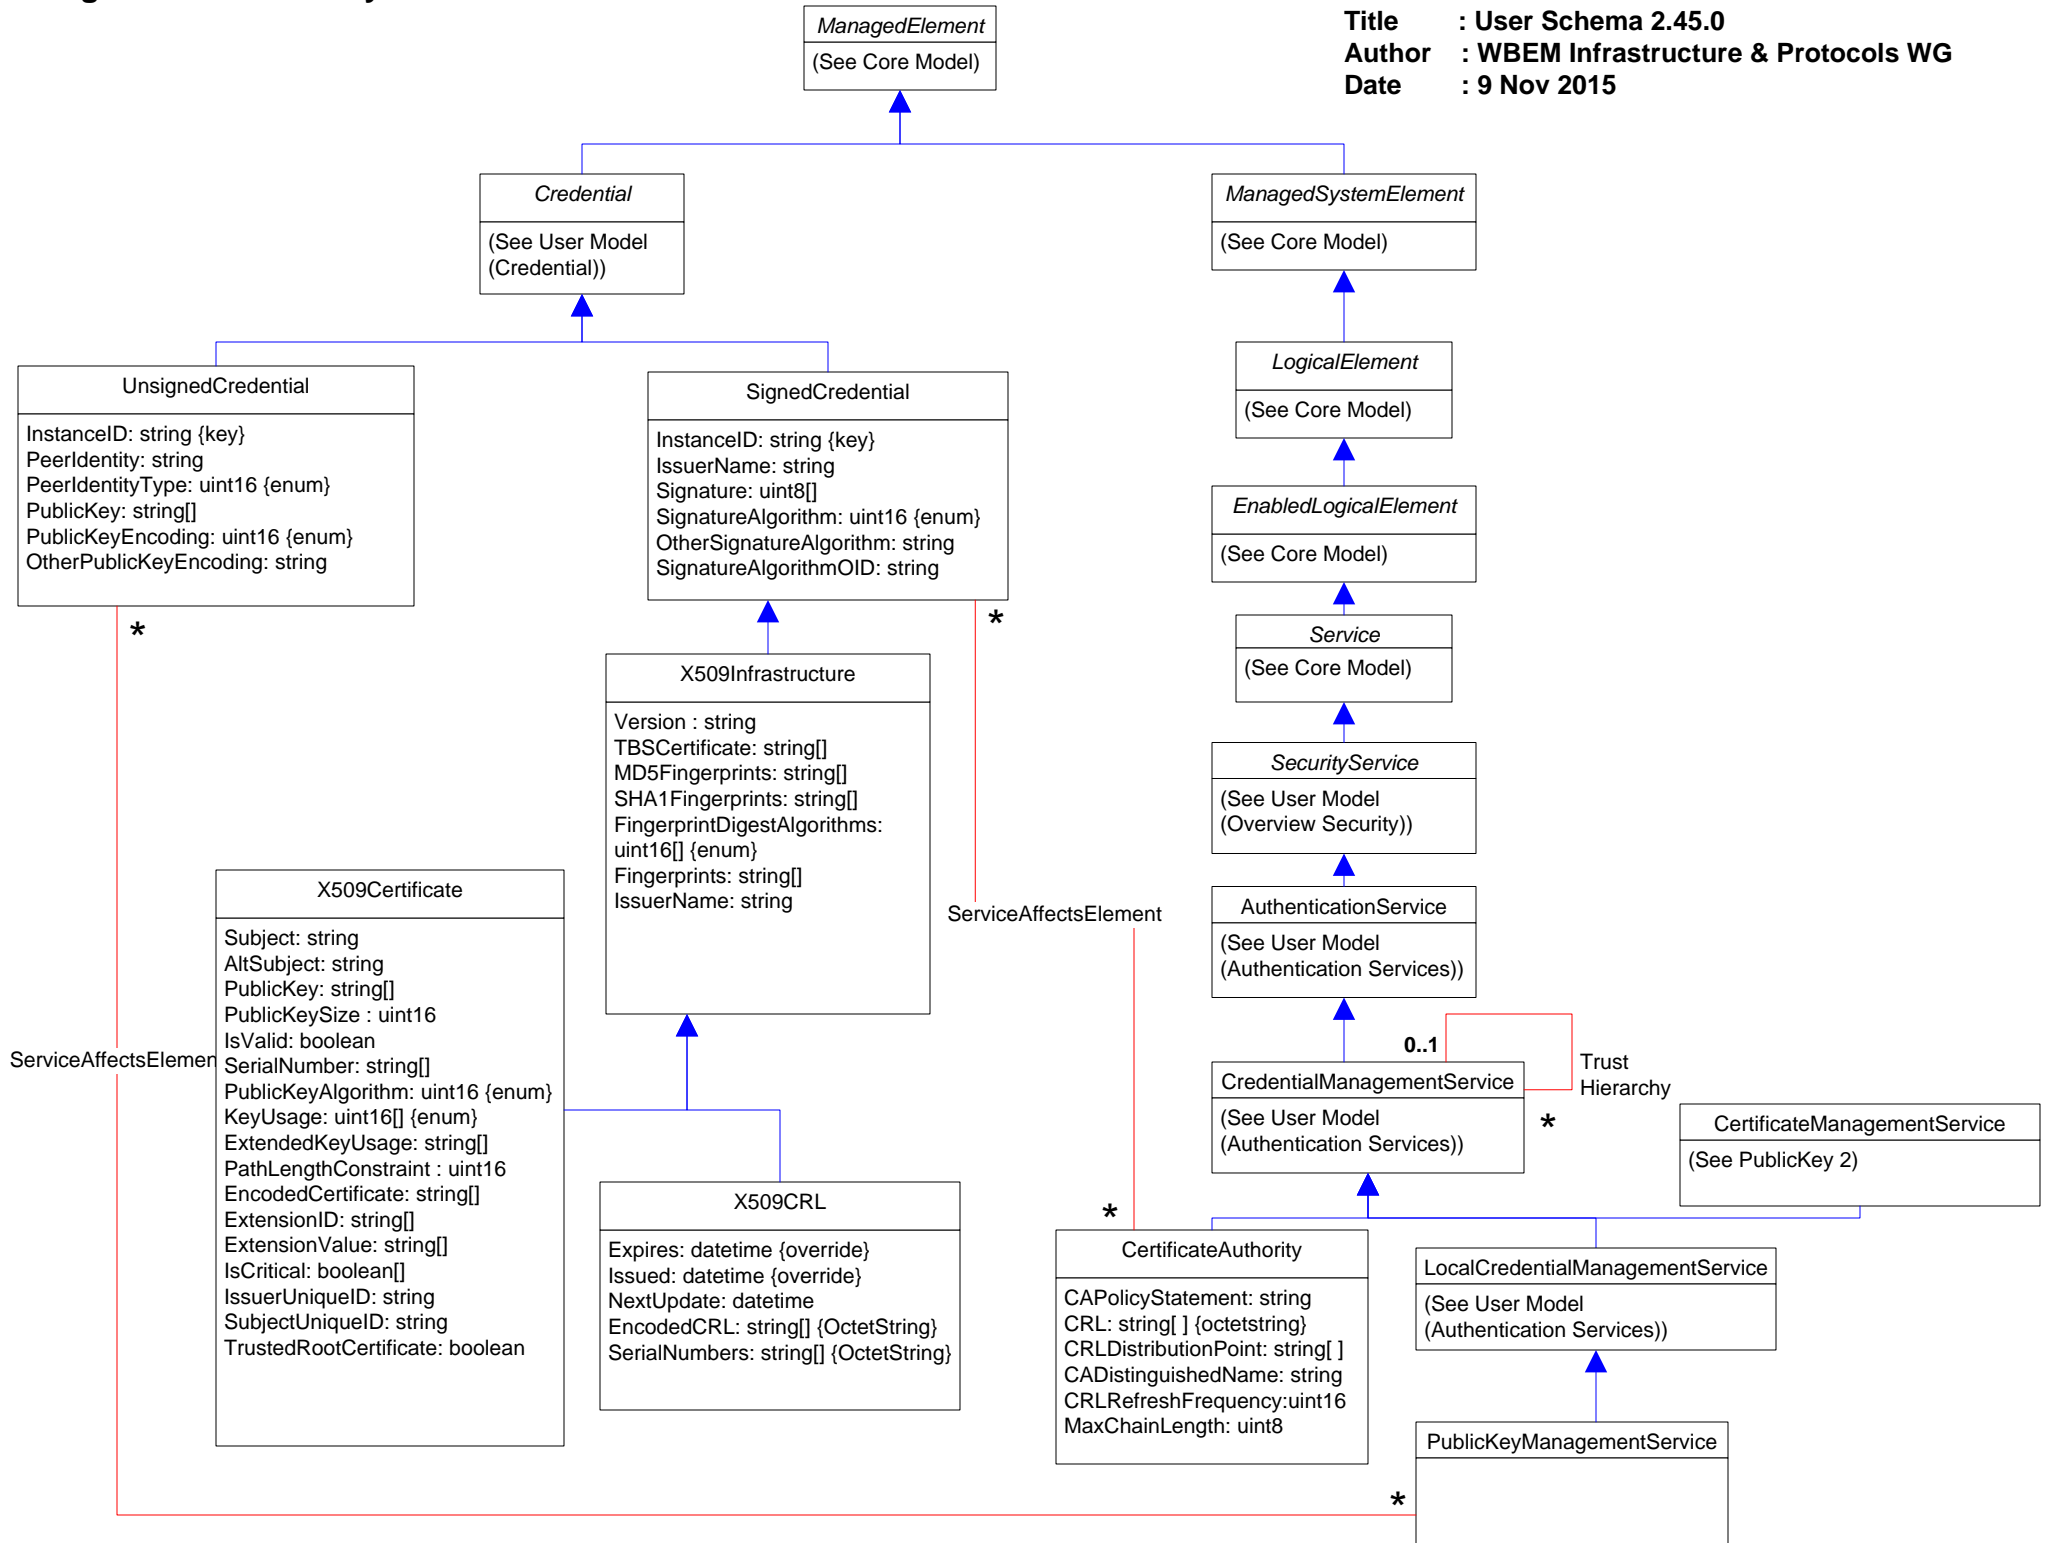 Title : User Schema 2.45.0
Author : WBEM Infrastructure & Protocols WG
Date : 9 Nov 2015
ManagedElement
(See Core Model)
Credential
(See User Model
(Credential))
ManagedSystemElement
(See Core Model)
LogicalElement
(See Core Model)
UnsignedCredential
InstanceID: string {key}
PeerIdentity: string
PeerIdentityType: uint16 {enum}
PublicKey: string[]
PublicKeyEncoding: uint16 {enum}
OtherPublicKeyEncoding: string
*
SignedCredential
InstanceID: string {key}
IssuerName: string
Signature: uint8[]
SignatureAlgorithm: uint16 {enum}
OtherSignatureAlgorithm: string
SignatureAlgorithmOID: string
*
EnabledLogicalElement
(See Core Model)
Service
(See Core Model)
X509Infrastructure
Version : string
TBSCertificate: string[]
MD5Fingerprints: string[]
SHA1Fingerprints: string[]
FingerprintDigestAlgorithms:
uint16[] {enum}
Fingerprints: string[]
IssuerName: string
SecurityService
(See User Model
(Overview Security))
ServiceAffectsElement
AuthenticationService
(See User Model
(Authentication Services))
X509Certificate
Subject: string
AltSubject: string
PublicKey: string[]
PublicKeySize : uint16
IsValid: boolean
SerialNumber: string[]
PublicKeyAlgorithm: uint16 {enum}
KeyUsage: uint16[] {enum}
ExtendedKeyUsage: string[]
PathLengthConstraint : uint16
EncodedCertificate: string[]
ExtensionID: string[]
ExtensionValue: string[]
IsCritical: boolean[]
IssuerUniqueID: string
SubjectUniqueID: string
TrustedRootCertificate: boolean
ServiceAffectsElemen
0..1
Trust
Hierarchy
CredentialManagementService
(See User Model
(Authentication Services))
*
CertificateManagementService
(See PublicKey 2)
X509CRL
Expires: datetime {override}
Issued: datetime {override}
NextUpdate: datetime
EncodedCRL: string[] {OctetString}
SerialNumbers: string[] {OctetString}
*
CertificateAuthority
CAPolicyStatement: string
CRL: string[ ] {octetstring}
CRLDistributionPoint: string[ ]
CADistinguishedName: string
CRLRefreshFrequency:uint16
MaxChainLength: uint8
LocalCredentialManagementService
(See User Model
(Authentication Services))
PublicKeyManagementService
*